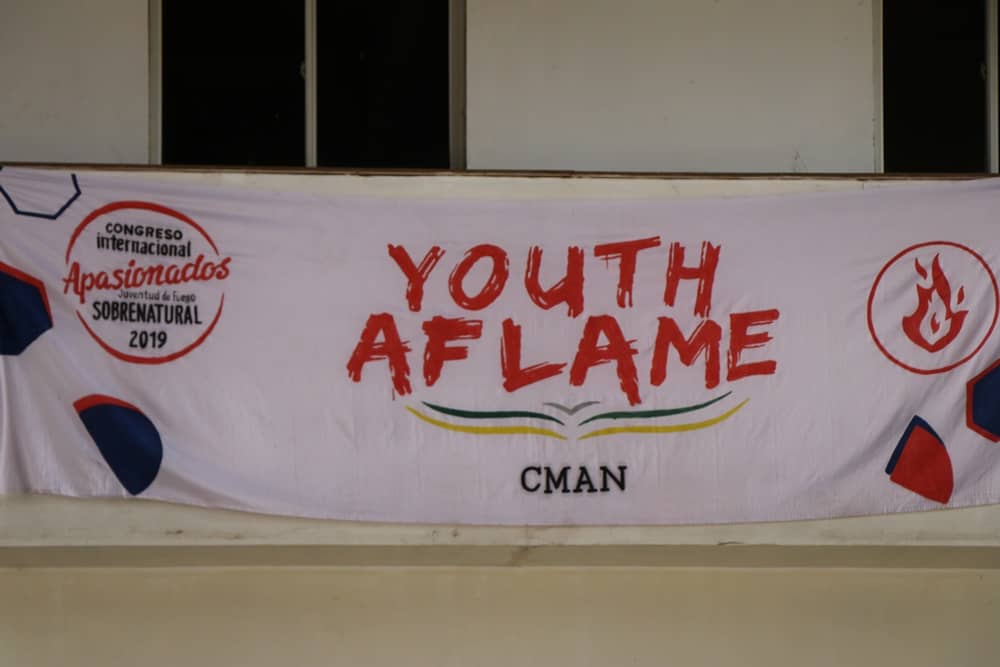 CONGRESO
internacional
Apasionados
Juventud de fuego
SOBRENATURAL
2019
YOUTH
AFLAME
CMAN